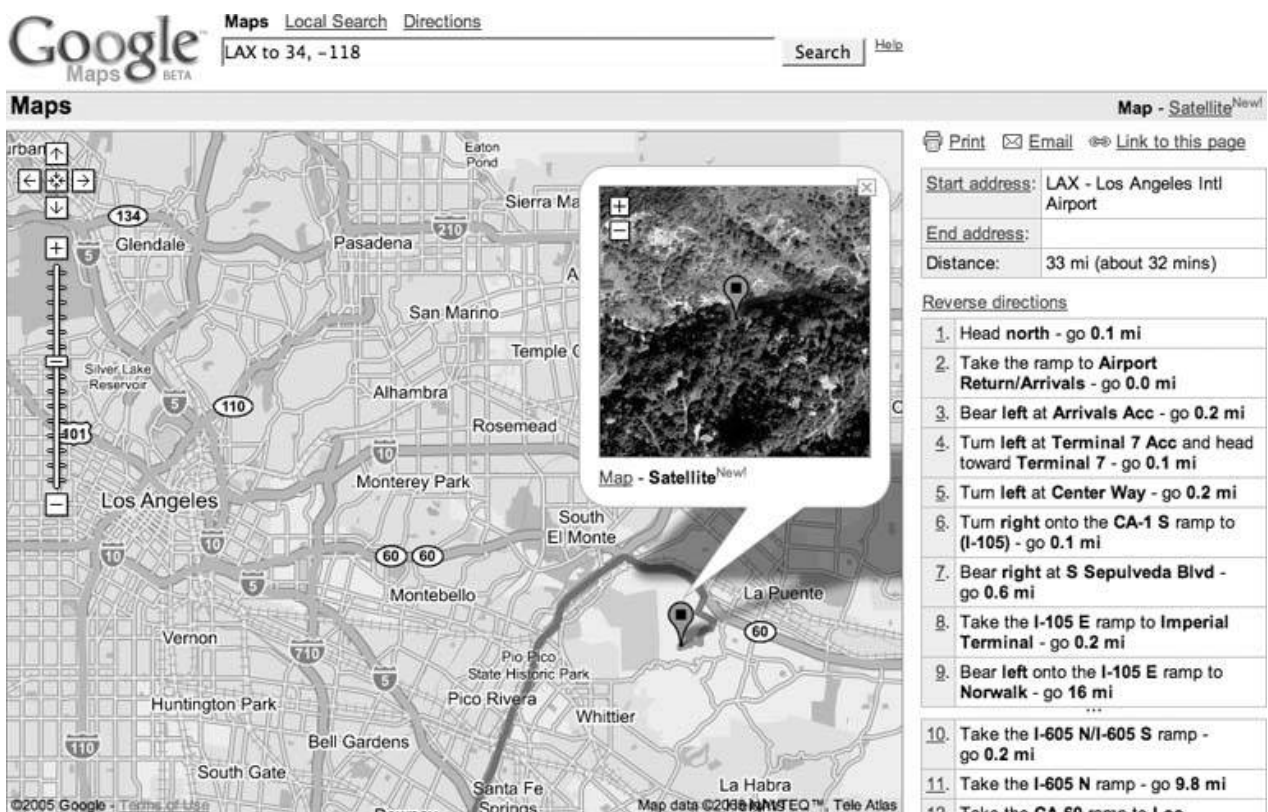 Google Maps BETA
Maps Local Search Directions
LAX to 34, -118
Search
Help
Maps
Map - Satellite New!
Print Email Link to this page
Start address: LAX - Los Angeles Intl
Airport
End address:
Distance: 33 mi (about 32 mins)
Reverse directions
1. Head north - go 0.1 mi
2. Take the ramp to Airport
Return/Arrivals - go 0.0 mi
3. Bear left at Arrivals Acc - go 0.2 mi
4. Turn left at Terminal 7 Acc and head
toward Terminal 7 - go 0.1 mi
5. Turn left at Center Way - go 0.2 mi
6. Turn right onto the CA-1 S ramp to
(I-105) - go 0.1 mi
7. Bear right at S Sepulveda Blvd -
go 0.6 mi
8. Take the I-105 E ramp to Imperial
Terminal - go 0.2 mi
9. Bear left onto the I-105 E ramp to
Norwalk - go 16 mi
...
10. Take the I-605 N/I-605 S ramp -
go 0.2 mi
11. Take the I-605 N ramp - go 9.8 mi
Eaton
Pond
134
5
Glendale
Pasadena
210
Sierra Ma
San Marino
Temple C
Silver Lake
Reservoir
5
110
Alhambra
Rosemead
101
10
Monterey Park
Map - Satellite New!
Los Angeles
South
El Monte
10
10
60 60
5
Montebello
La Puente
60
Vernon
710
Pio Pico
State Historic Park
5
Pico Rivera
Whittier
Huntington Park
110
Bell Gardens
South Gate
Santa Fe
Springs
La Habra
©2005 Google - Terms of Use
Map data Tele Atlas